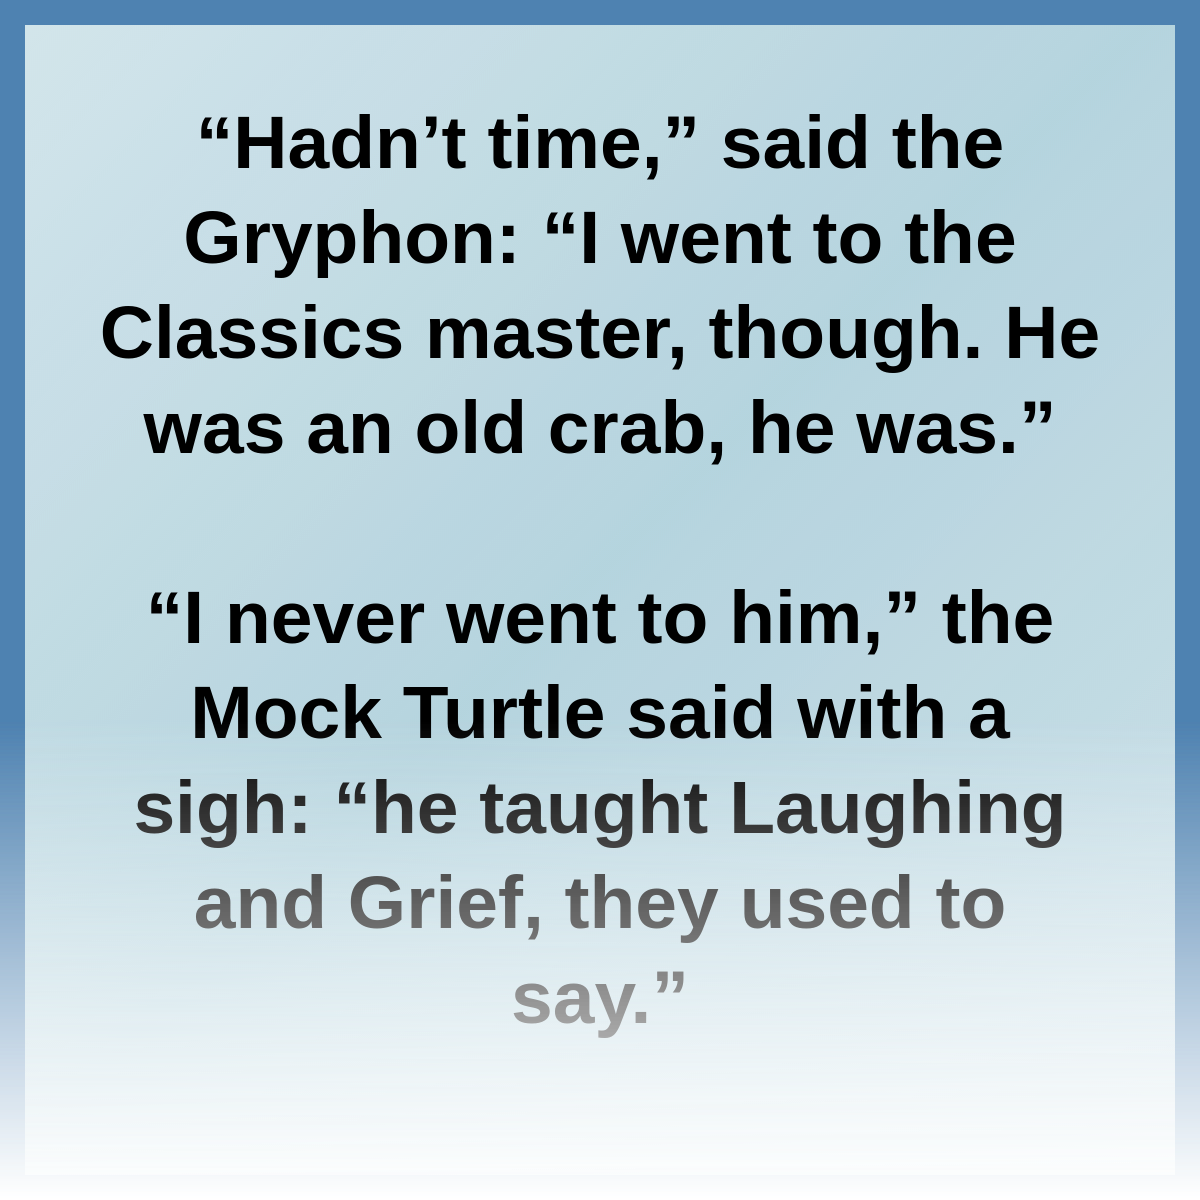 “Hadn’t time,” said the
Gryphon: “I went to the
Classics master, though. He
was an old crab, he was.”
“I never went to him,” the
Mock Turtle said with a
sigh: “he taught Laughing
and Grief, they used to
say.”